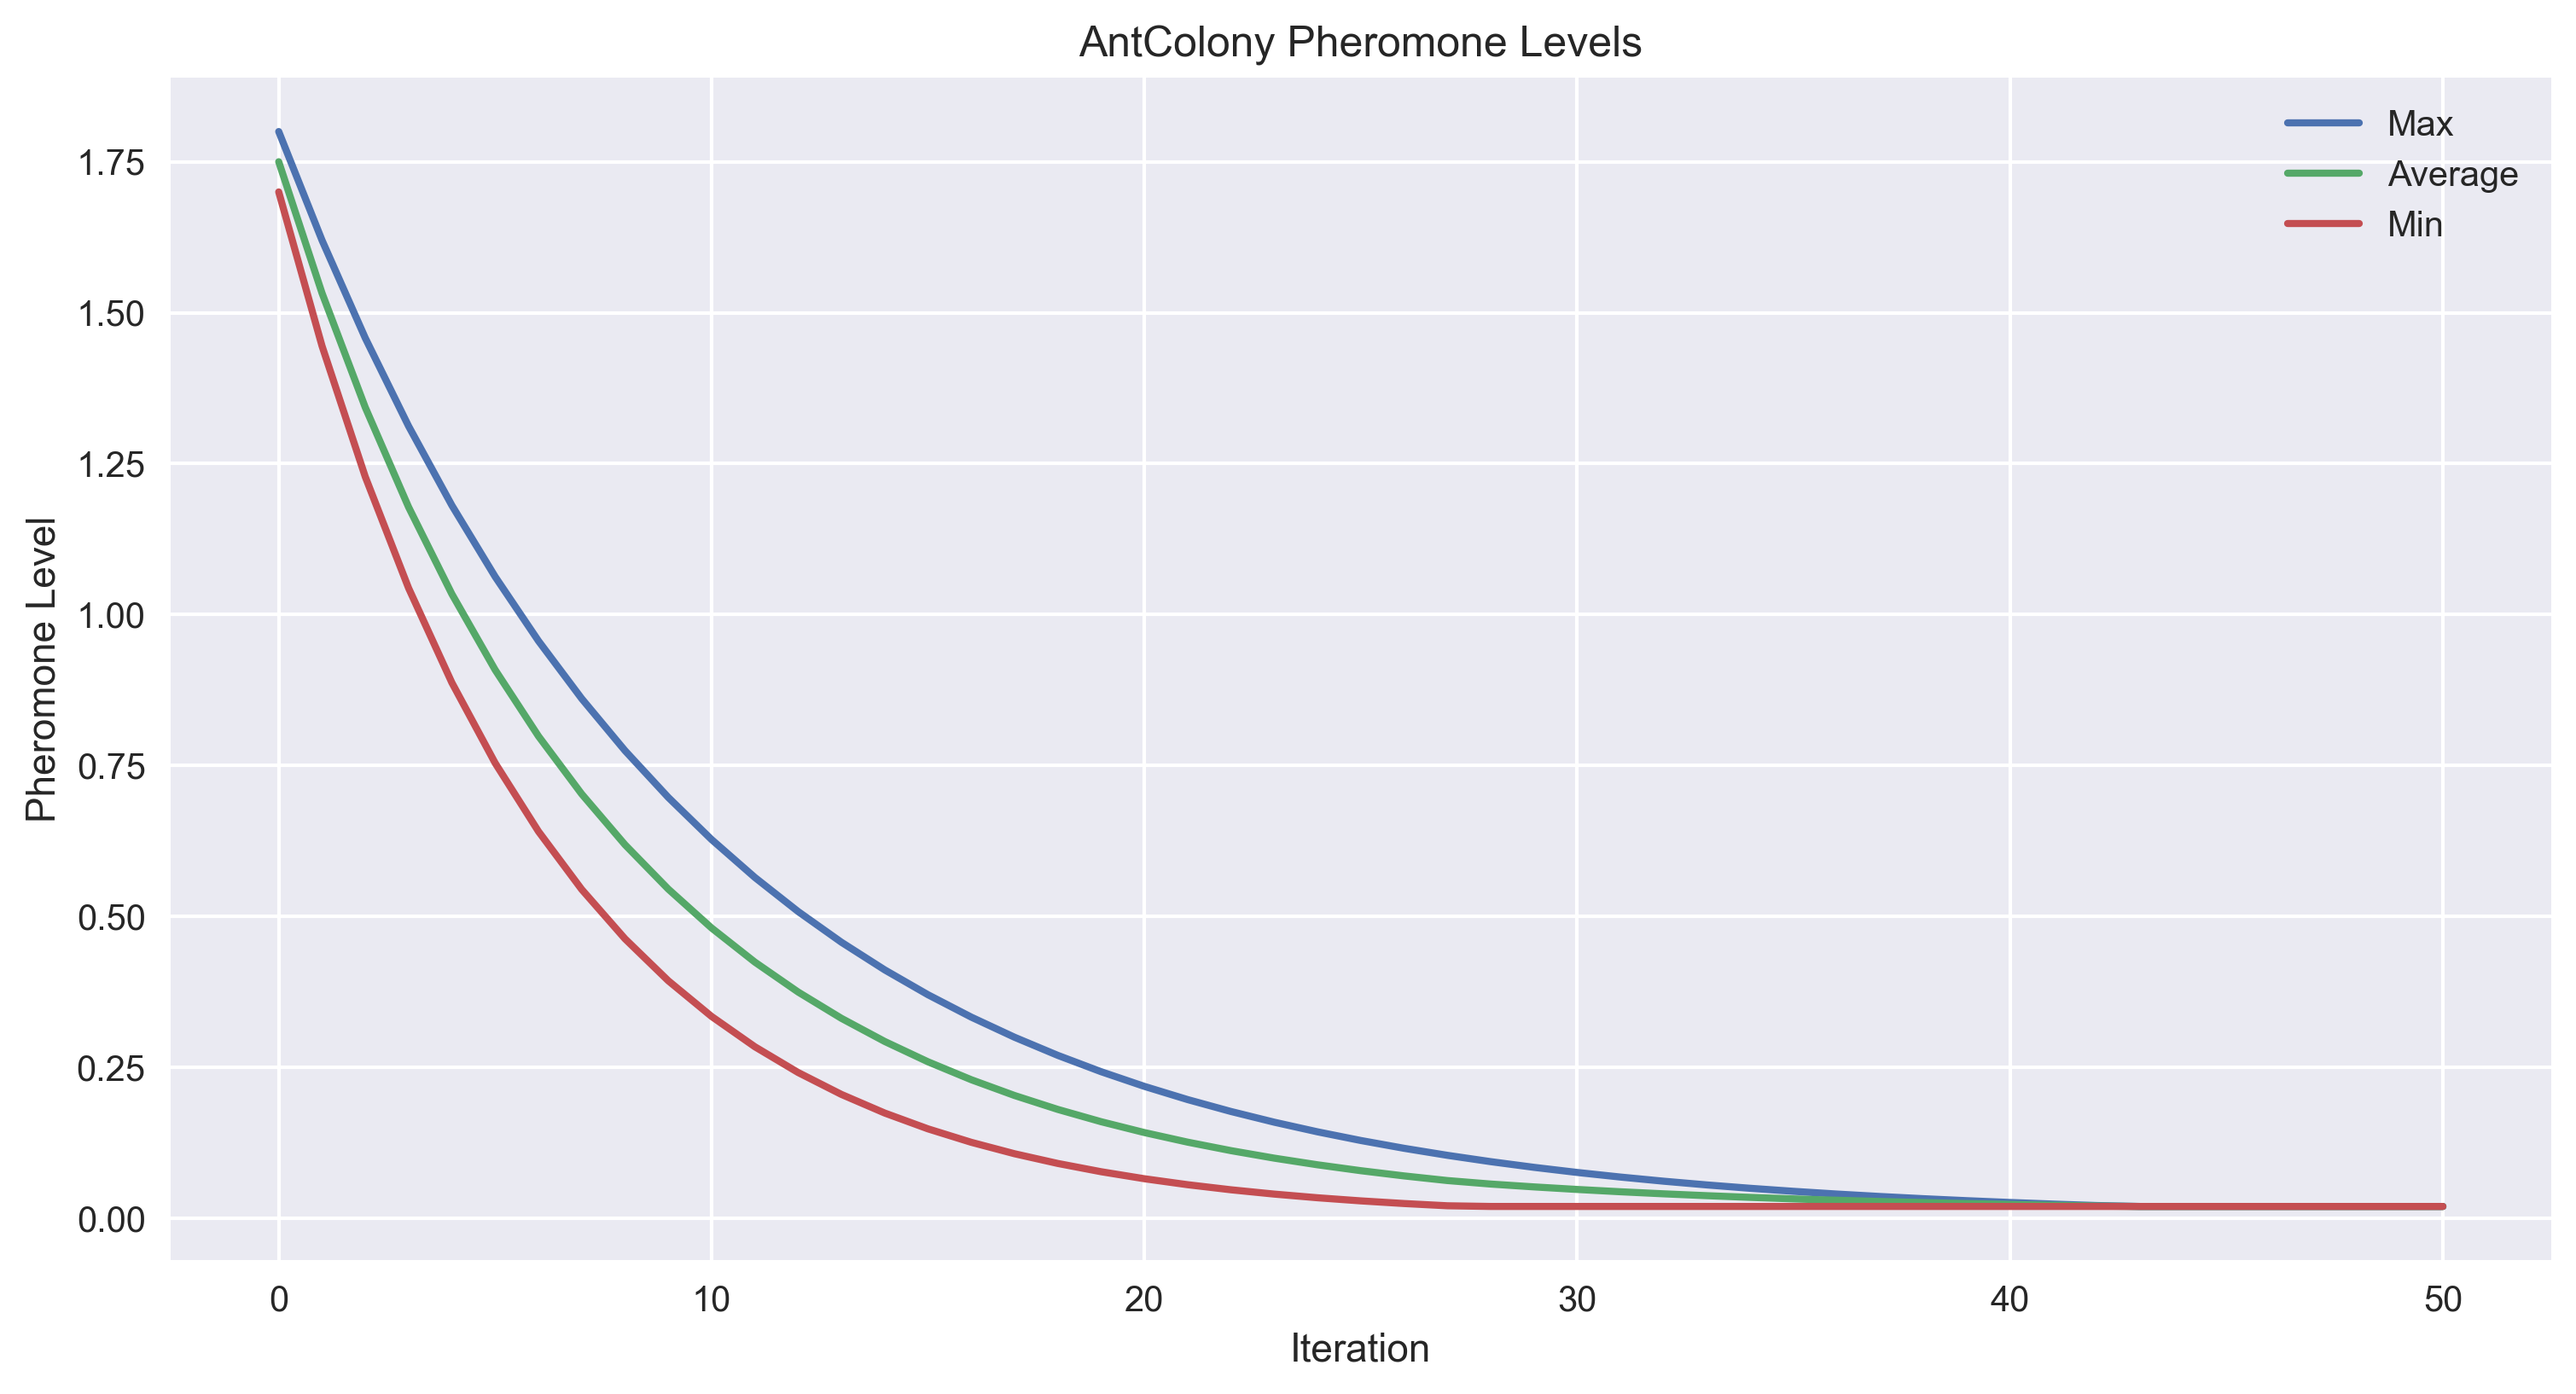 AntColony Pheromone Levels
Max
Average
Min
Pheromone Level
1.75
1.50
1.25
1.00
0.75
0.50
0.25
0.00
0 10 20 30 40 50
Iteration